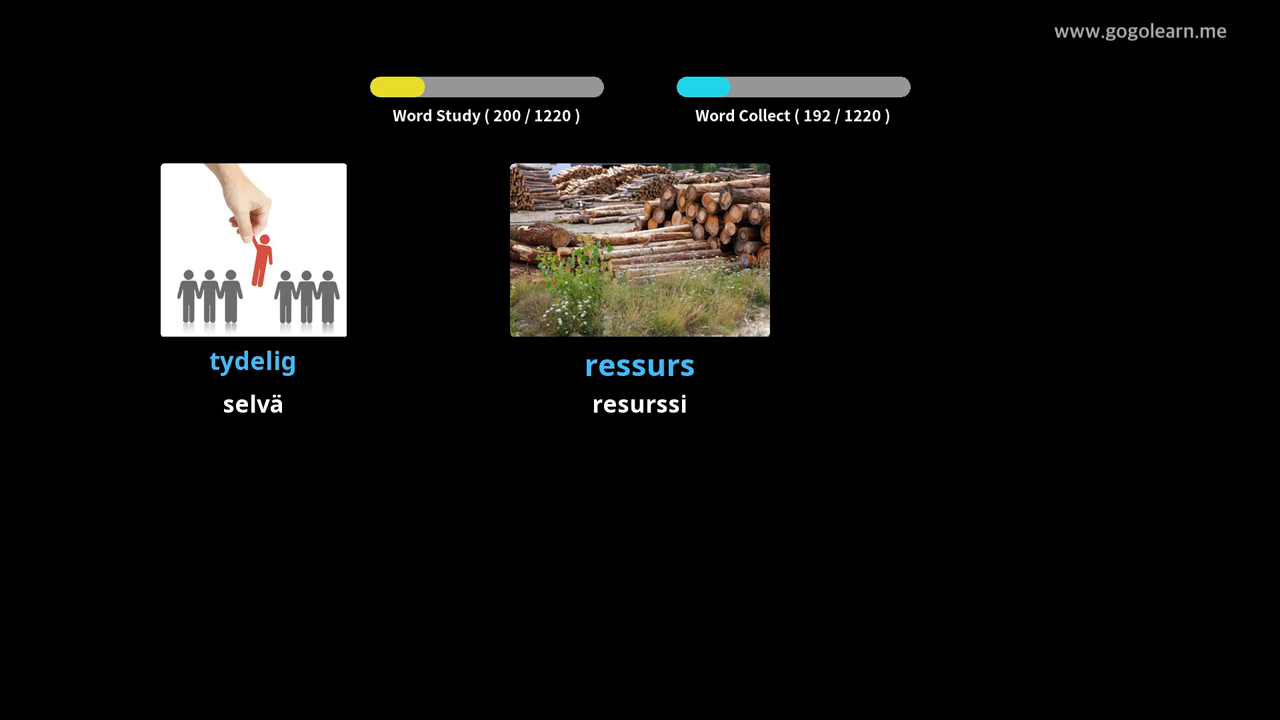 www.gogolearn.me
Word Study ( 200 / 1220 )
Word Collect ( 192 / 1220 )
tydelig
selvä
ressurs
resurssi